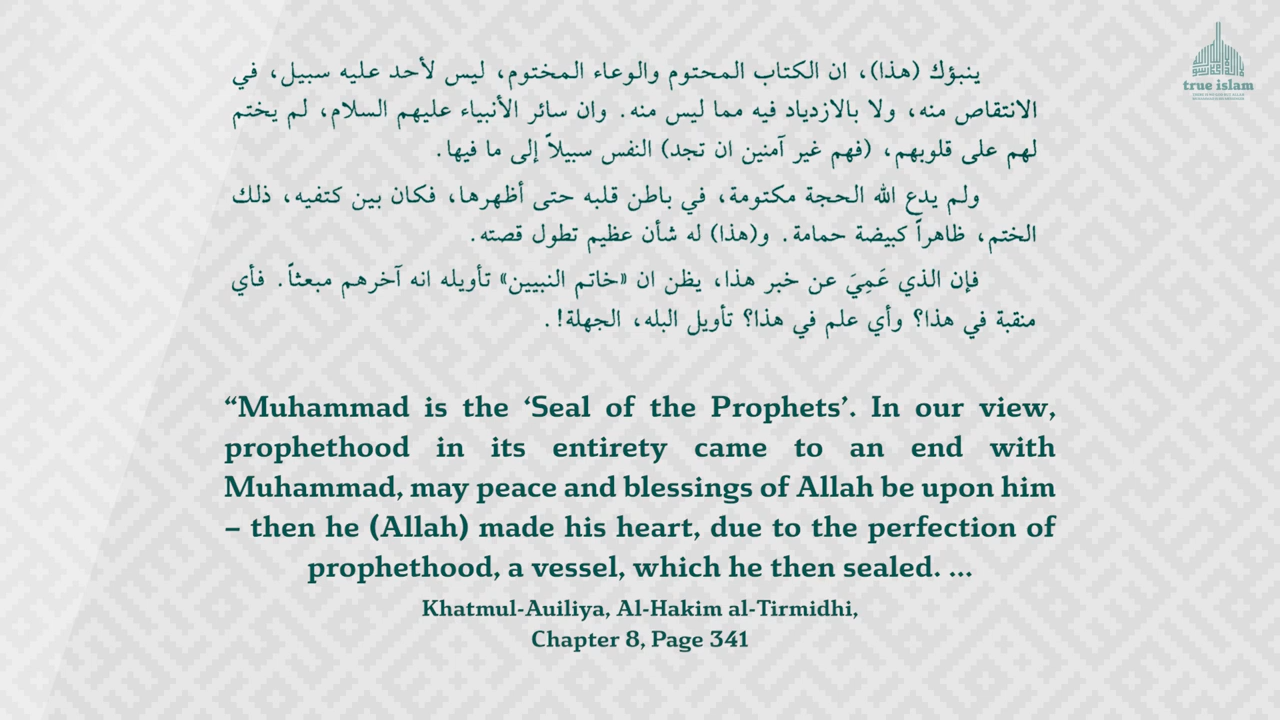 true islam
ينبؤك (هذا)، ان الكتاب المحتوم والوعاء المختوم، ليس لأحد عليه سبيل، في
الانتقاص منه، ولا بالازدياد فيه مما ليس منه. وان سائر الأنبياء عليهم السلام، لم يختم
لهم على قلوبهم، (فهم غير آمنين ان تجد) النفس سبيلاً إلى ما فيها.
ولم يدع الله الحجة مكتومة، في باطن قلبه حتى أظهرها، فكان بين كتفيه، ذلك
الختم، ظاهراً كبيضة حمامة. و(هذا) له شأن عظيم تطول قصته.
فإن الذي عَمِيَ عن خبر هذا، يظن ان «خاتم النبيين» تأويله انه آخرهم مبعثاً. فأي
منقبة في هذا؟ وأي علم في هذا؟ تأويل البله، الجهلة!.
“Muhammad is the ‘Seal of the Prophets’. In our view,
prophethood in its entirety came to an end with
Muhammad, may peace and blessings of Allah be upon him
– then he (Allah) made his heart, due to the perfection of
prophethood, a vessel, which he then sealed. ...
Khatmul-Auiliya, Al-Hakim al-Tirmidhi,
Chapter 8, Page 341